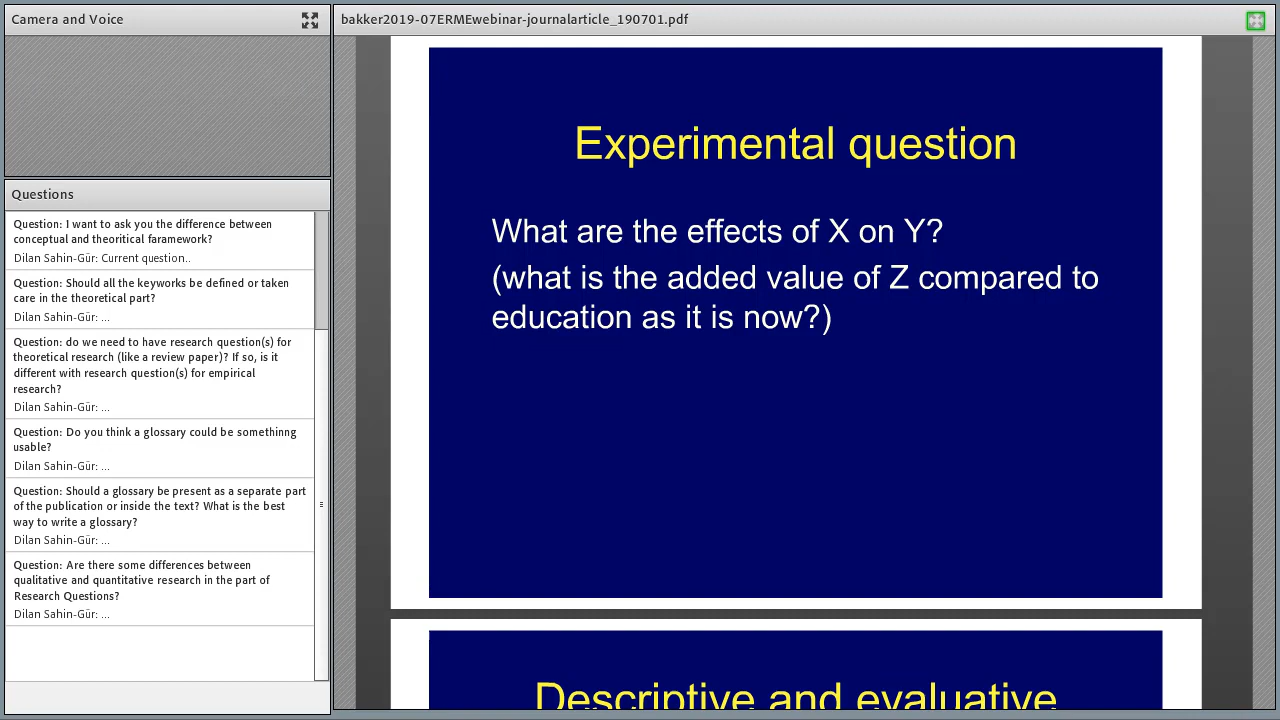 Camera and Voice
Questions
Question: I want to ask you the difference between
conceptual and theoritical faramework?
Dilan Sahin-Gür: Current question..
Question: Should all the keyworks be defined or taken
care in the theoretical part?
Dilan Sahin-Gür: ...
Question: do we need to have research question(s) for
theoretical research (like a review paper)? If so, is it
different with research question(s) for empirical
research?
Dilan Sahin-Gür: ...
Question: Do you think a glossary could be somethinng
usable?
Dilan Sahin-Gür: ...
Question: Should a glossary be present as a separate part
of the publication or inside the text? What is the best
way to write a glossary?
Dilan Sahin-Gür: ...
Question: Are there some differences between
qualitative and quantitative research in the part of
Research Questions?
Dilan Sahin-Gür: ...
bakker2019-07ERMEwebinar-journalarticle_190701.pdf
Experimental question
What are the effects of X on Y?
(what is the added value of Z compared to
education as it is now?)
Descriptive and evaluative